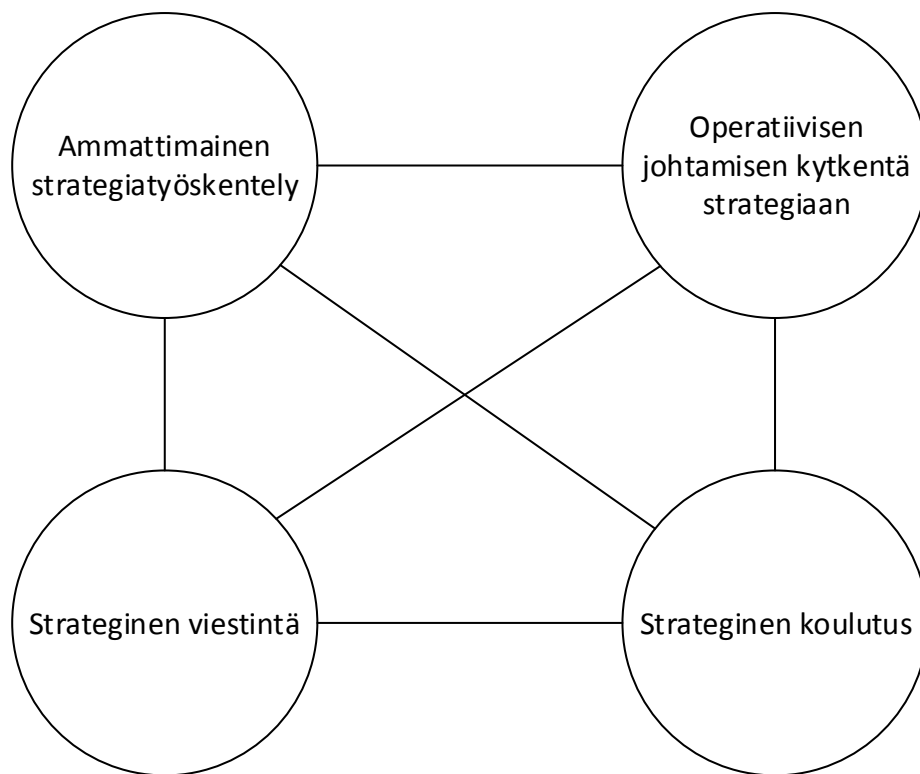 Ammattimainen
strategiatyöskentely
Operatiivisen
johtamisen kytkentä
strategiaan
Strateginen viestintä
Strateginen koulutus